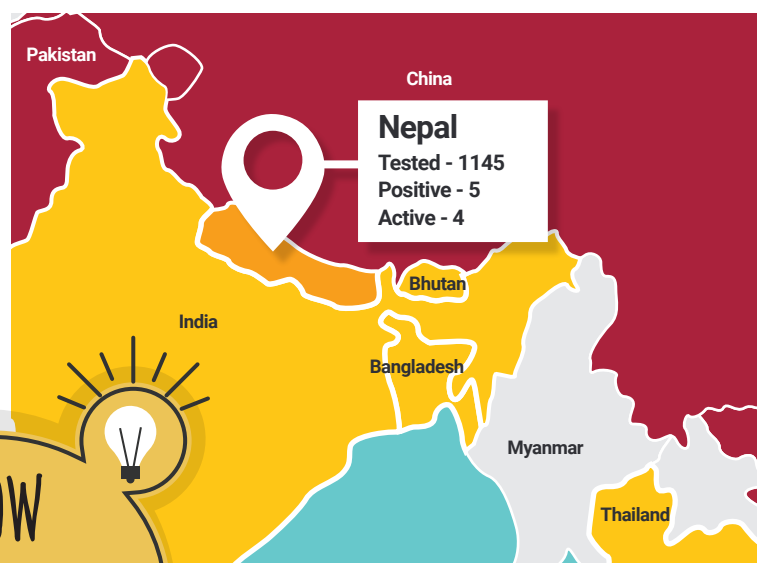 Pakistan
China
Nepal
Tested - 1145
Positive - 5
Active - 4
Bhutan
India
Bangladesh
Myanmar
Thailand